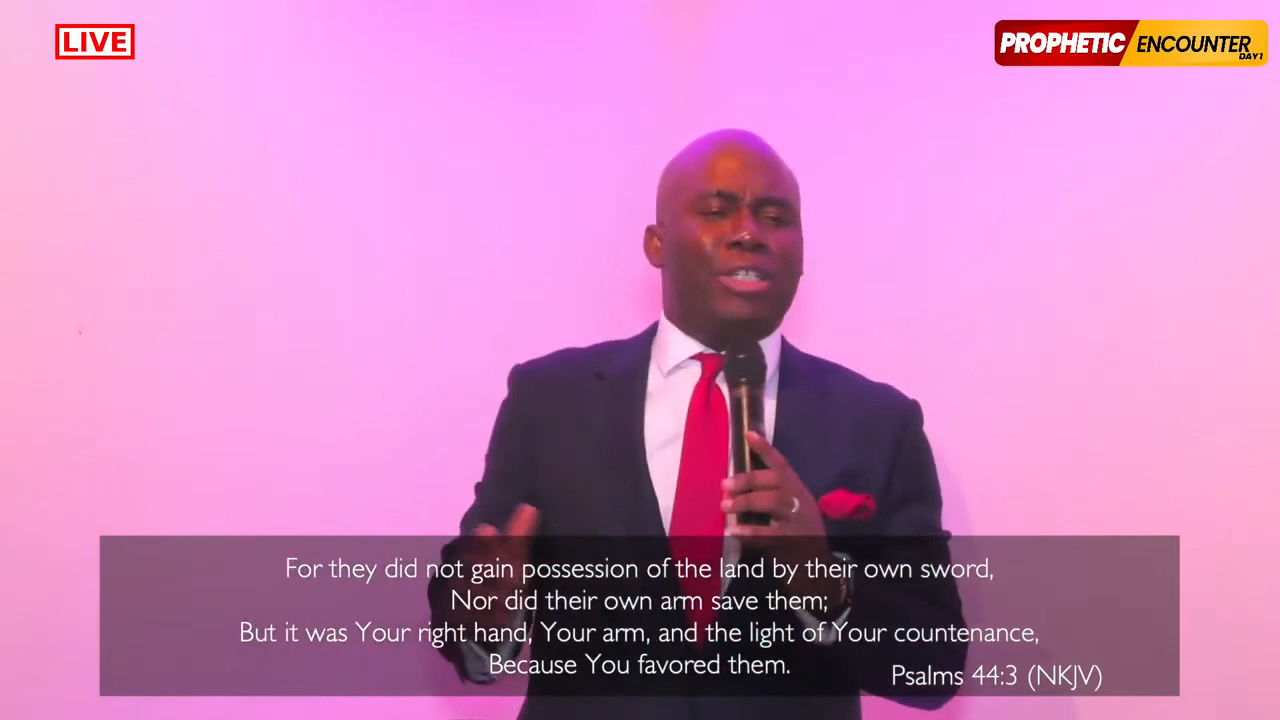 LIVE
PROPHETIC ENCOUNTER
DAY 1
For they did not gain possession of the land by their own sword,
Nor did their own arm save them;
But it was Your right hand, Your arm, and the light of Your countenance,
Because You favored them.
Psalms 44:3 (NKJV)